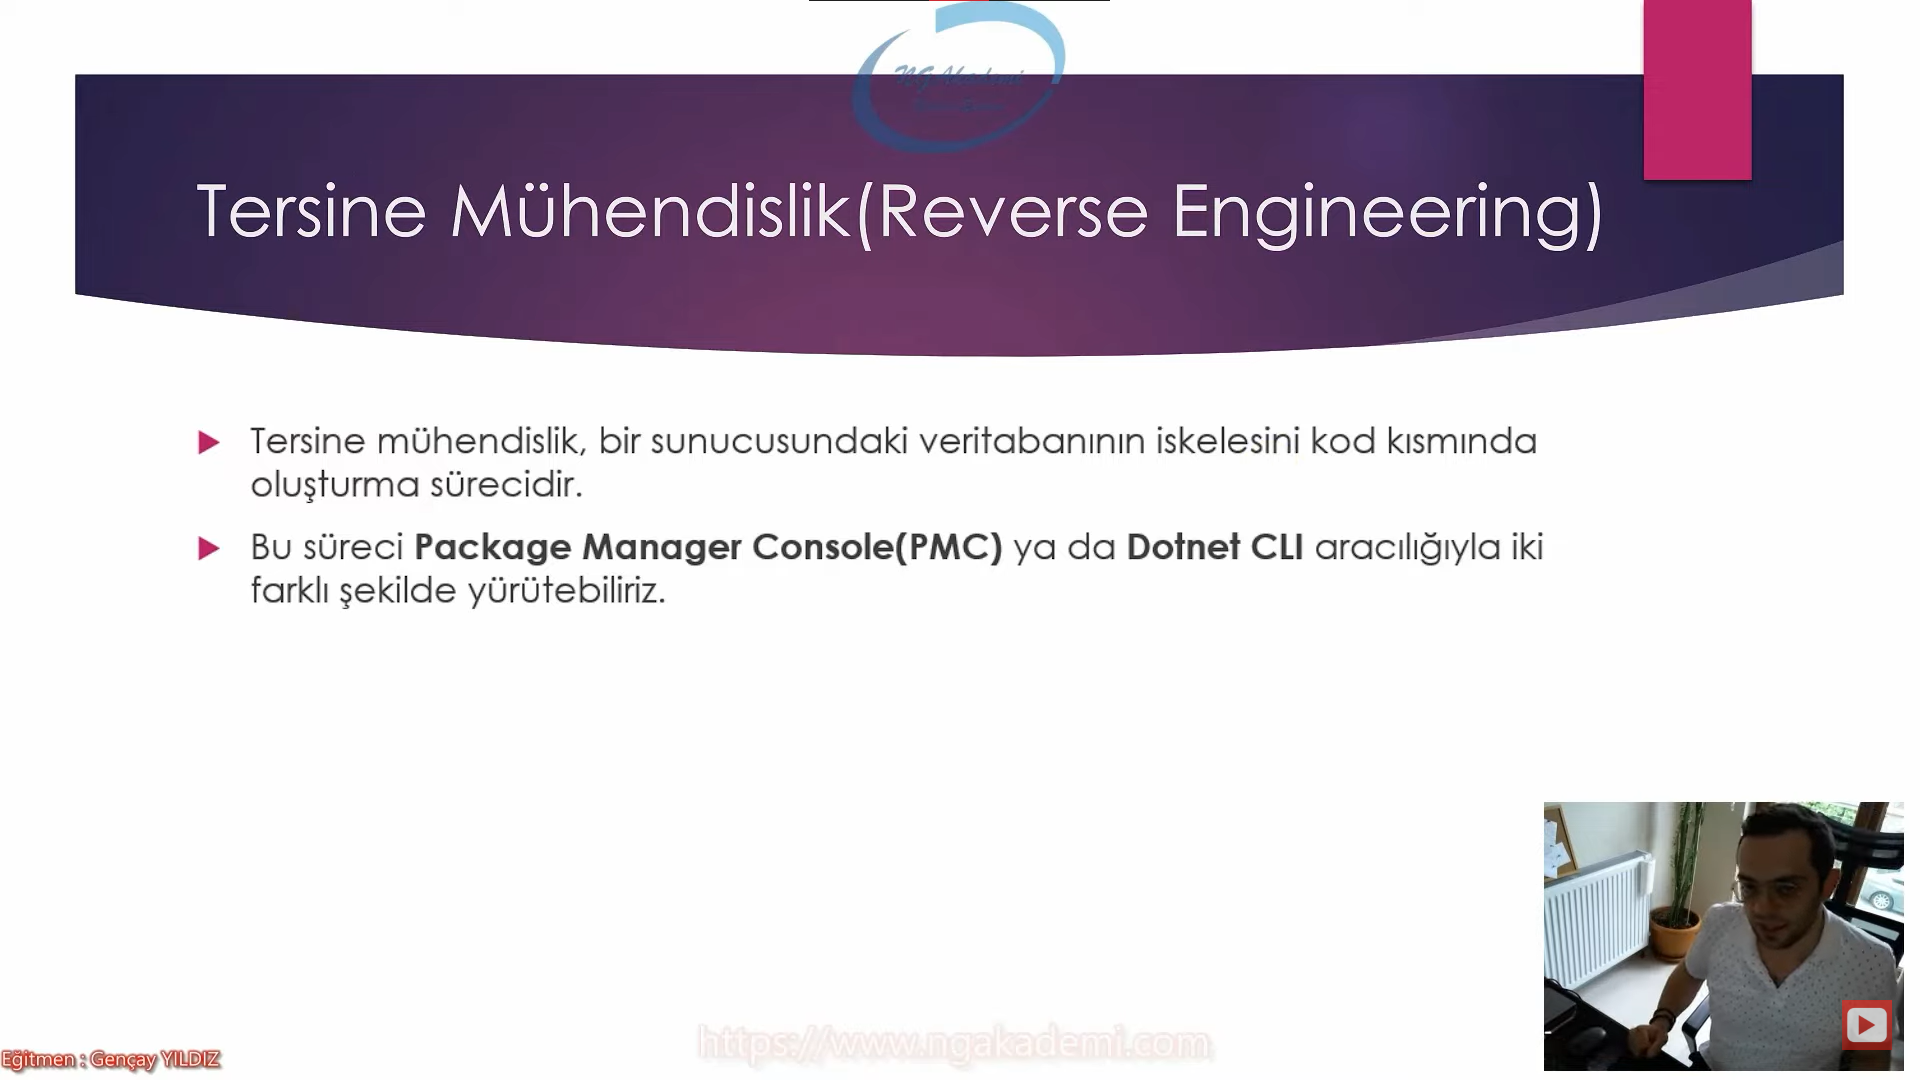 NGAkademi
Tersine Mühendislik(Reverse Engineering)
Tersine mühendislik, bir sunucusundaki veritabanının iskelesini kod kısmında
oluşturma sürecidir.
Bu süreci Package Manager Console(PMC) ya da Dotnet CLI aracılığıyla iki
farklı şekilde yürütebiliriz.
https://www.ngakademi.com
Eğitmen : Gençay YILDIZ